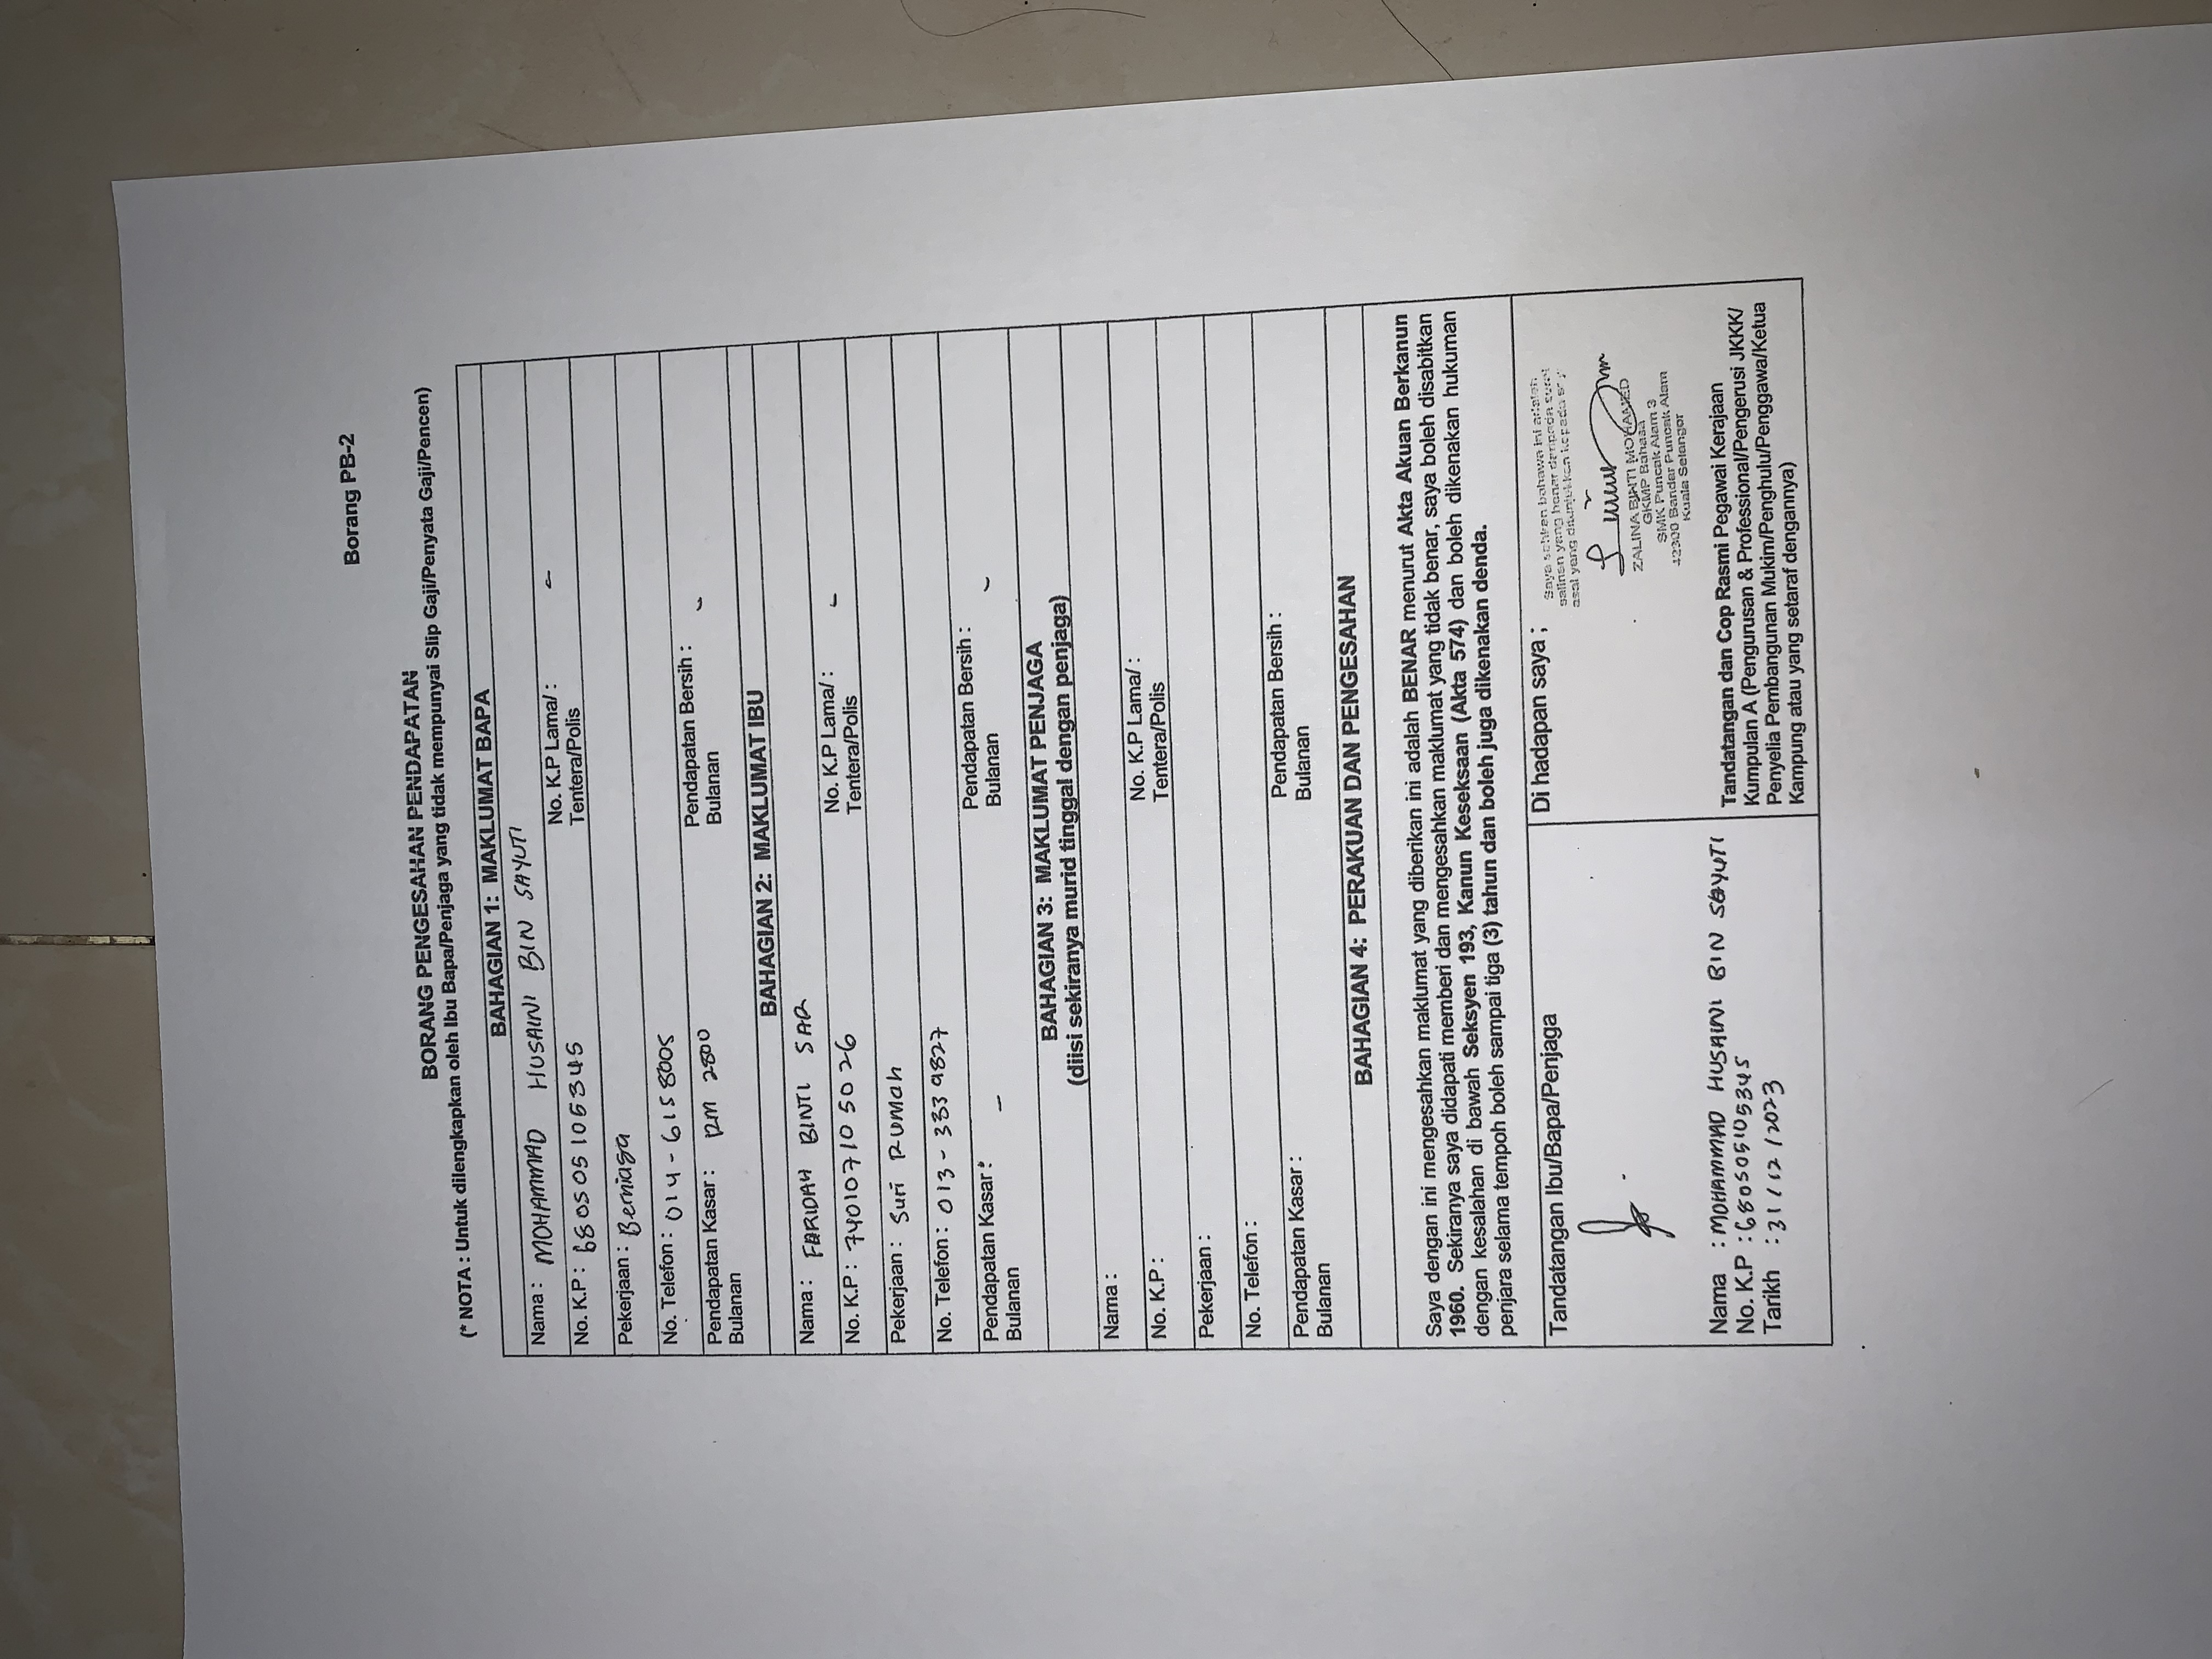 Borang PB-2
BORANG PENGESAHAN PENDAPATAN
(* NOTA : Untuk dilengkapkan oleh Ibu Bapa/Penjaga yang tidak mempunyai Slip Gaji/Penyata Gaji/Pencen)
BAHAGIAN 1: MAKLUMAT BAPA
Nama : MOHAMMAD HUSAINI BIN SAYUTI
No. K.P : 680505105345 No. K.P Lama/ : -
Tentera/Polis
Pekerjaan : Berniaga
No. Telefon : 014-6158005
Pendapatan Kasar : RM 2800 Pendapatan Bersih : -
Bulanan Bulanan
BAHAGIAN 2: MAKLUMAT IBU
Nama : FARIDAH BINTI SAR
No. K.P : 740107105026 No. K.P Lama/ : -
Tentera/Polis
Pekerjaan : Suri Rumah
No. Telefon : 013-3339827
Pendapatan Kasar : - Pendapatan Bersih : -
Bulanan Bulanan
BAHAGIAN 3: MAKLUMAT PENJAGA
(diisi sekiranya murid tinggal dengan penjaga)
Nama :
No. K.P : No. K.P Lama/ :
Tentera/Polis
Pekerjaan :
No. Telefon :
Pendapatan Kasar : Pendapatan Bersih :
Bulanan Bulanan
BAHAGIAN 4: PERAKUAN DAN PENGESAHAN
Saya dengan ini mengesahkan maklumat yang diberikan ini adalah BENAR menurut Akta Akuan Berkanun
1960. Sekiranya saya didapati memberi dan mengesahkan maklumat yang tidak benar, saya boleh disabitkan
dengan kesalahan di bawah Seksyen 193, Kanun Keseksaan (Akta 574) dan boleh dikenakan hukuman
penjara selama tempoh boleh sampai tiga (3) tahun dan boleh juga dikenakan denda.
Tandatangan Ibu/Bapa/Penjaga
Nama : MOHAMMAD HUSAINI BIN SAYUTI
No. K.P : 680505105345
Tarikh : 31/12/2023
Di hadapan saya ;
Saya sahkan bahawa ini adalah
salinan yang benar daripada surat
asal yang ditunjukkan kepada
ZALINA BINTI MOHAMED
GKMP Bahasa
SMK Puncak Alam 3
42300 Bandar Puncak Alam
Kuala Selangor
Tandatangan dan Cop Rasmi Pegawai Kerajaan
Kumpulan A (Pengurusan & Professional/Pengerusi JKKK/
Penyelia Pembangunan Mukim/Penghulu/Penggawa/Ketua
Kampung atau yang setaraf dengannya)